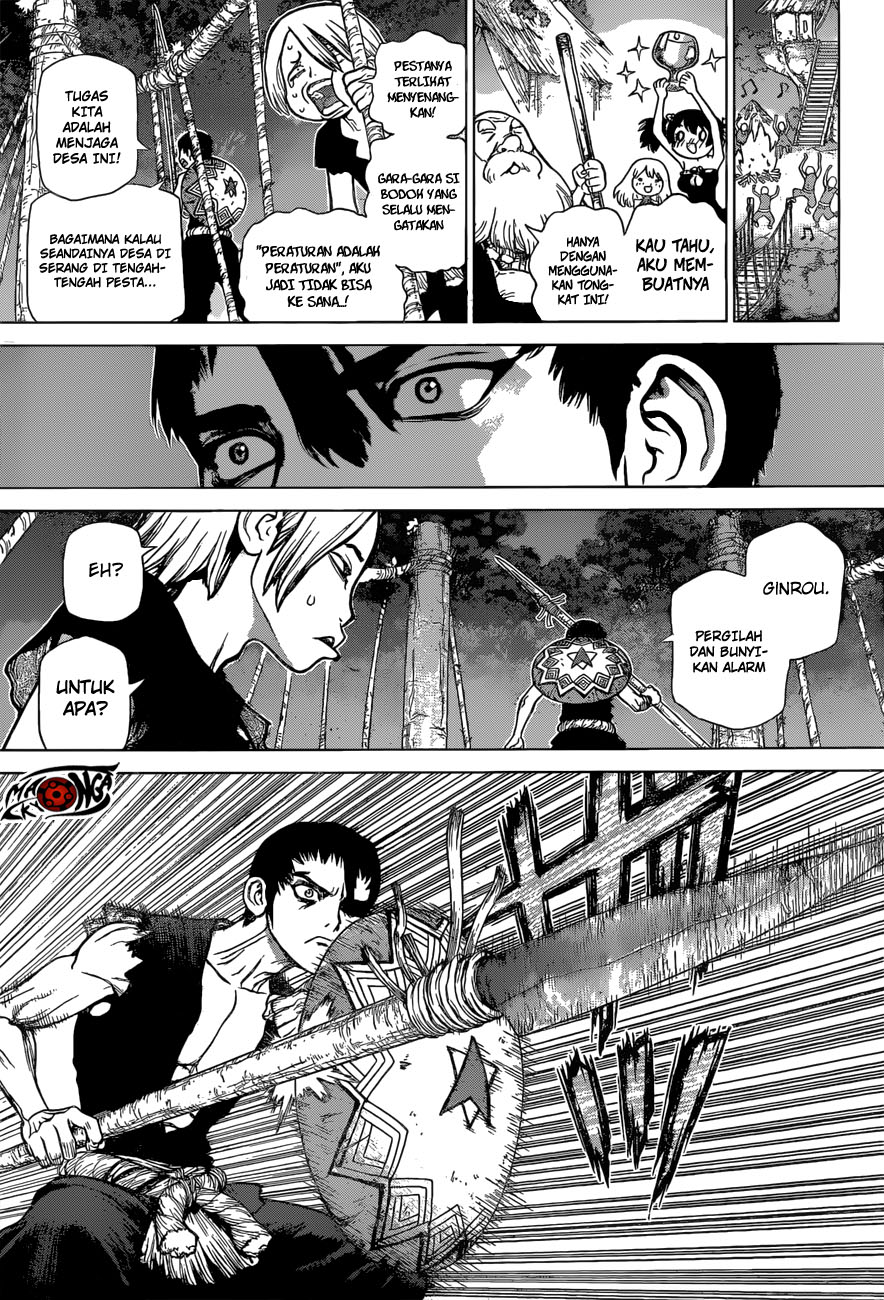 KAU TAHU,
AKU MEM-
BUATNYA
HANYA
DENGAN
MENGGUNA-
KAN TONG-
KAT INI!
PESTANYA
TERLIHAT
MENYENANG-
KAN!
GARA-GARA SI
BODOH YANG
SELALU MEN-
GATAKAN
"PERATURAN ADALAH
PERATURAN", AKU
JADI TIDAK BISA
KE SANA..!
TUGAS
KITA
ADALAH
MENJAGA
DESA INI!
BAGAIMANA KALAU
SEANDAINYA DESA DI
SERANG DI TENGAH-
TENGAH PESTA...
GINROU.
PERGILAH
DAN BUNYI-
KAN ALARM
EH?
UNTUK
APA?
MANGA
KI